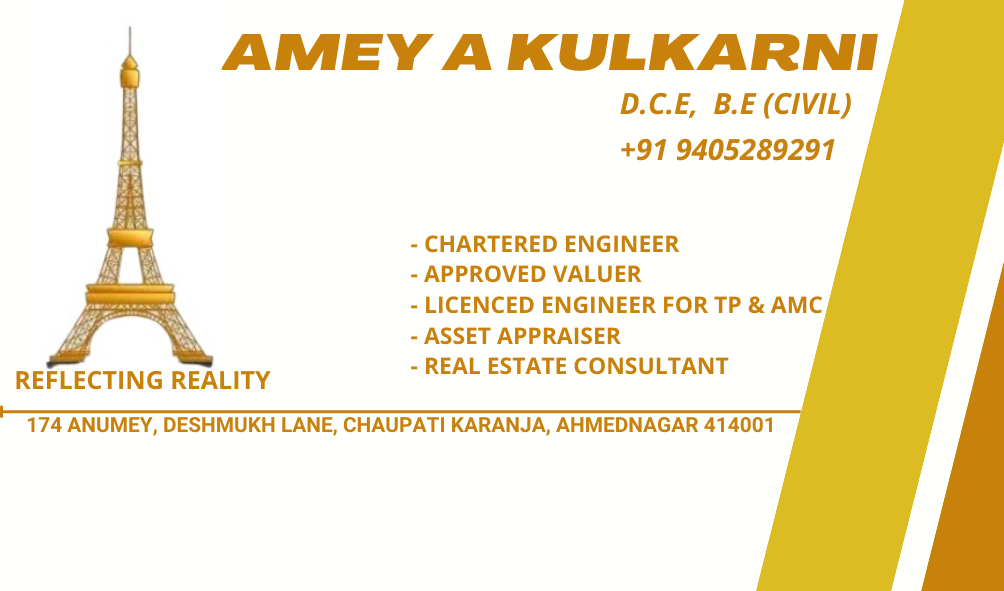 AMEY A KULKARNI
D.C.E,  B.E (CIVIL)
+91 9405289291
- CHARTERED ENGINEER
- APPROVED VALUER
- LICENCED ENGINEER FOR TP & AMC
- ASSET APPRAISER
- REAL ESTATE CONSULTANT
REFLECTING REALITY
174 ANUMEY, DESHMUKH LANE, CHAUPATI KARANJA, AHMEDNAGAR 414001